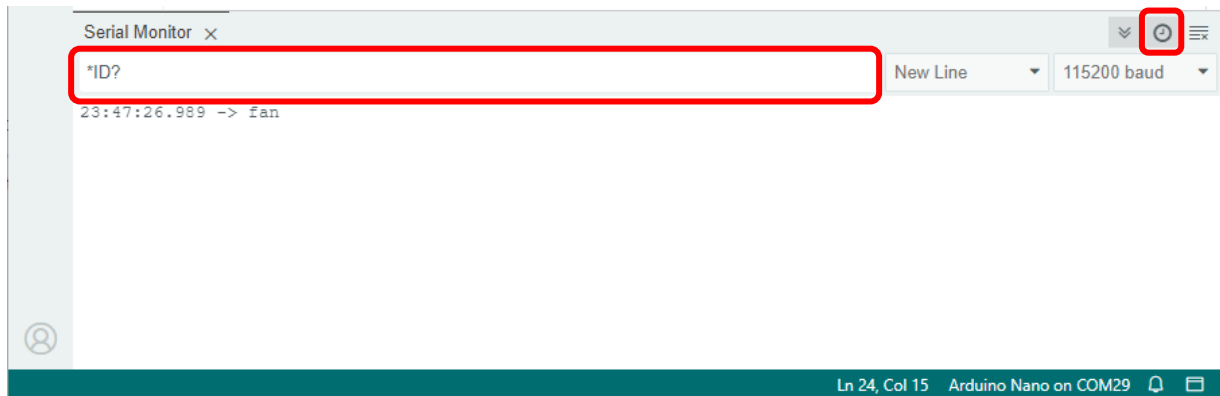 Serial Monitor
*ID? New Line 115200 baud
23:47:26.989 -> fan
Ln 24, Col 15 Arduino Nano on COM29